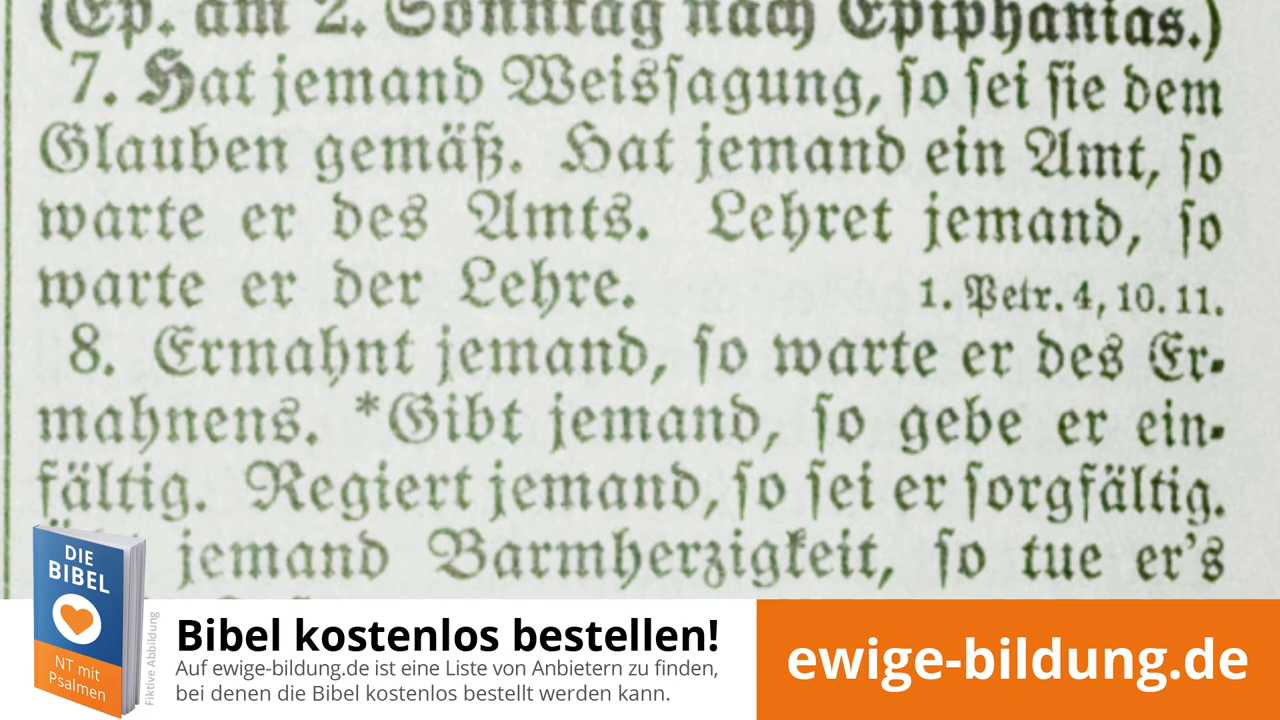 (Ep. am 2. Sonntag nach Epiphanias.)
7. Hat jemand Weisſagung, ſo ſei ſie dem
Glauben gemäß. Hat jemand ein Amt, ſo
warte er des Amts. Lehret jemand, ſo
warte er der Lehre. 1. Petr. 4, 10. 11.
8. Ermahnt jemand, ſo warte er des Er-
mahnens. *Gibt jemand, ſo gebe er ein-
fältig. Regiert jemand, ſo ſei er ſorgfältig.
jemand Barmherzigkeit, ſo tue er's
DIE
BIBEL
NT mit
Psalmen
Fiktive Abbildung
Bibel kostenlos bestellen!
Auf ewige-bildung.de ist eine Liste von Anbietern zu finden,
bei denen die Bibel kostenlos bestellt werden kann.
ewige-bildung.de